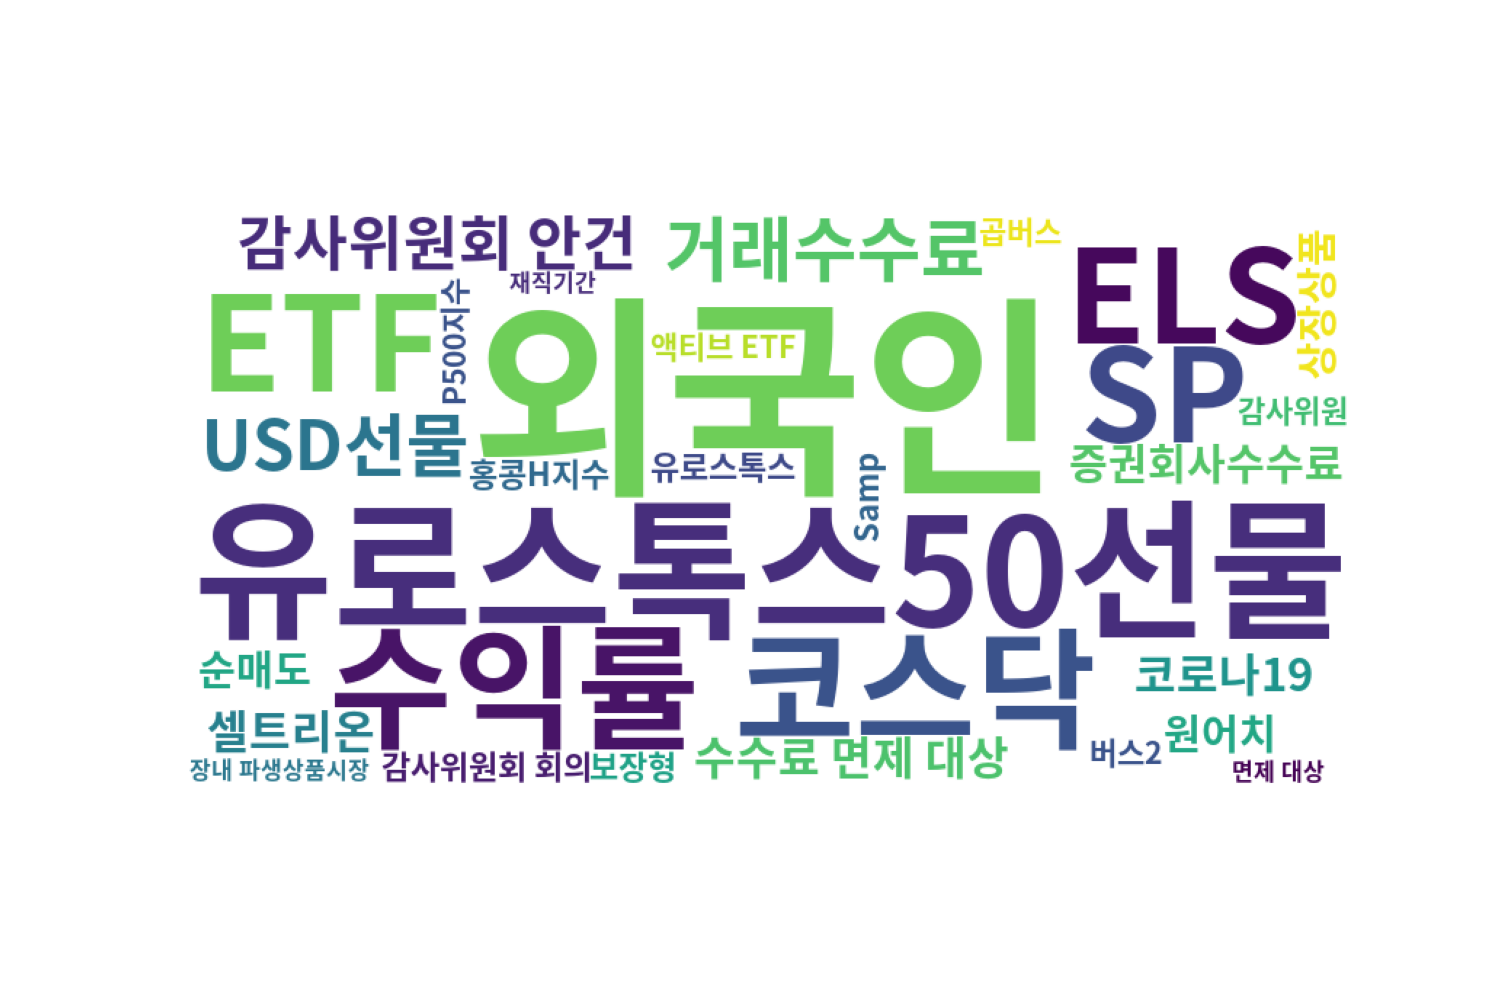 감사위원회 안건
거래수수료
곱버스
재직기간
ETF
P500지수
외국인
액티브 ETF
ELS
상장상품
SP
감사위원
USD선물
홍콩H지수
유로스톡스
Samp
증권회사수수료
유로스톡스50선물
순매도
수익률
코스닥
코로나19
셀트리온
원어치
장내 파생상품시장
감사위원회 회의
보장형
수수료 면제 대상
버스2
면제 대상